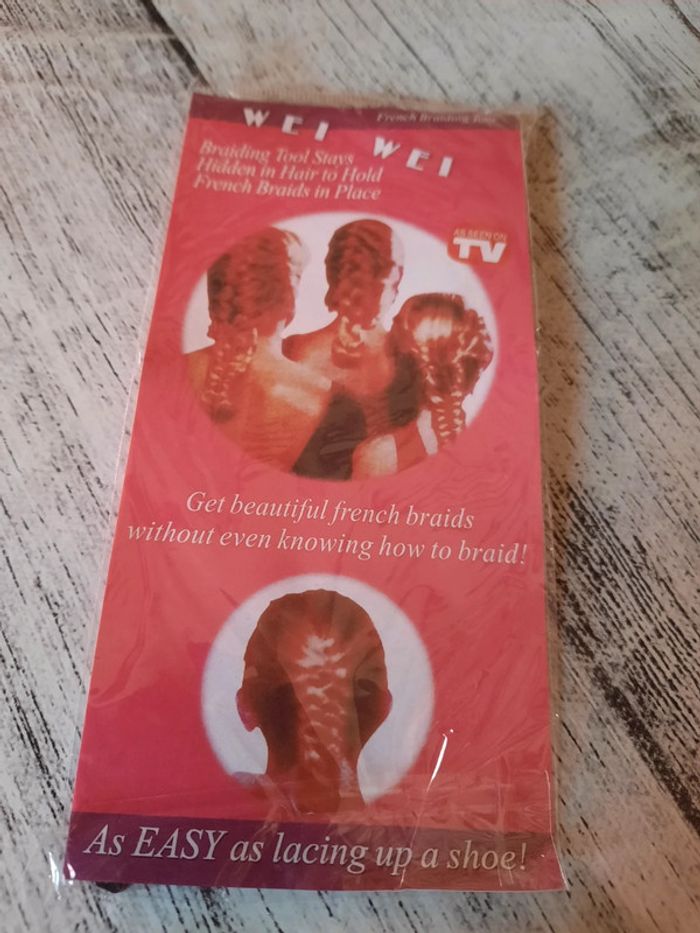 WEI WEI
French Braiding Tool
Braiding Tool Stays
Hidden in Hair to Hold
French Braids in Place
AS SEEN ON
TV
Get beautiful french braids
without even knowing how to braid!
As EASY as lacing up a shoe!